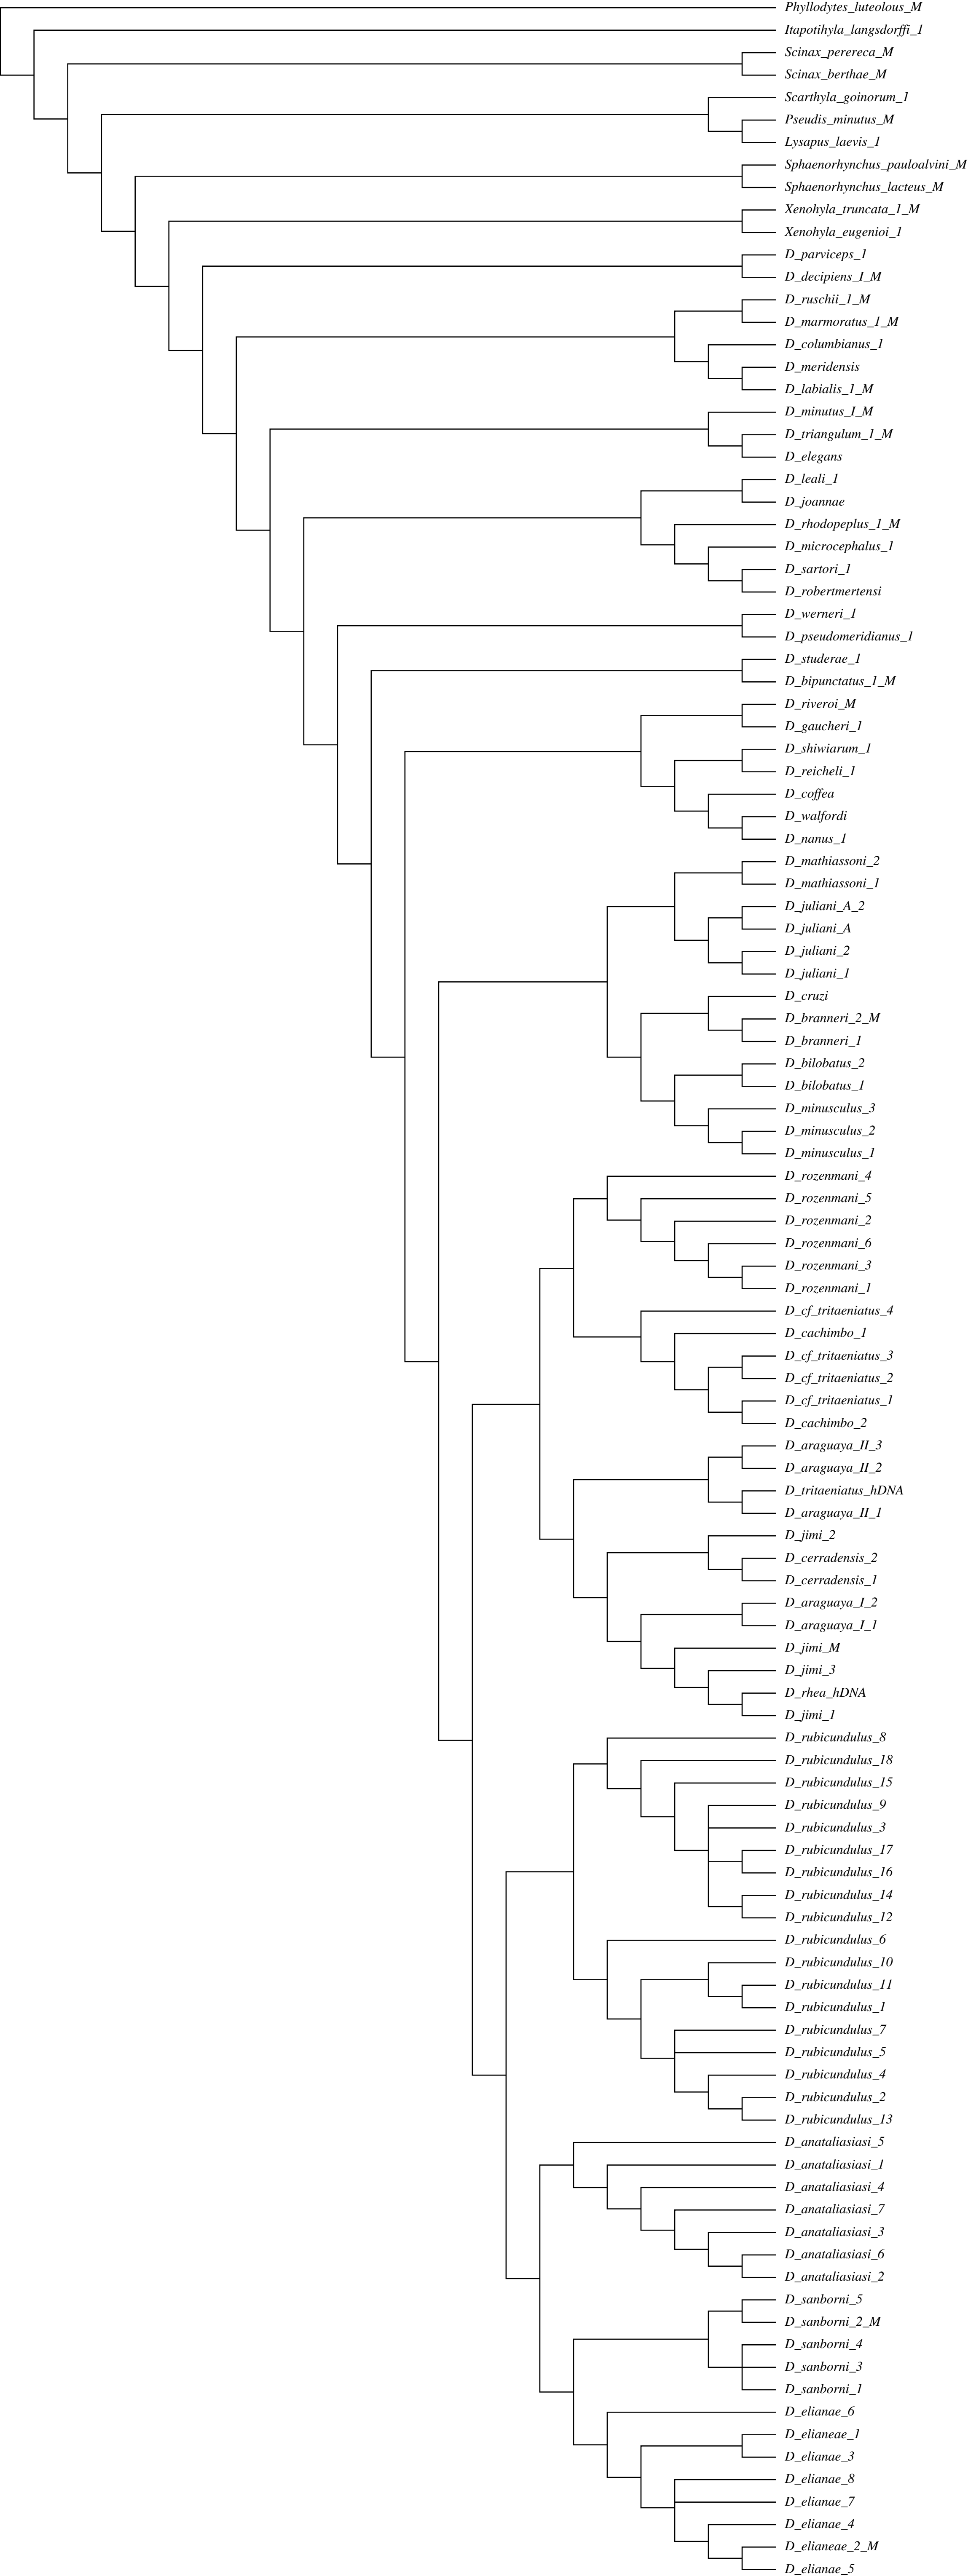 Phyllodytes_luteolous_M
Itapotihyla_langsdorffi_1
Scinax_perereca_M
Scinax_berthae_M
Scarthyla_goinorum_1
Pseudis_minutus_M
Lysapus_laevis_1
Sphaenorhynchus_pauloalvini_M
Sphaenorhynchus_lacteus_M
Xenohyla_truncata_1_M
Xenohyla_eugenioi_1
D_parviceps_1
D_decipiens_I_M
D_ruschii_1_M
D_marmoratus_1_M
D_columbianus_1
D_meridensis
D_labialis_1_M
D_minutus_I_M
D_triangulum_1_M
D_elegans
D_leali_1
D_joannae
D_rhodopeplus_1_M
D_microcephalus_1
D_sartori_1
D_robertmertensi
D_werneri_1
D_pseudomeridianus_1
D_studerae_1
D_bipunctatus_1_M
D_riveroi_M
D_gaucheri_1
D_shiwiarum_1
D_reicheli_1
D_coffea
D_walfordi
D_nanus_1
D_mathiassoni_2
D_mathiassoni_1
D_juliani_A_2
D_juliani_A
D_juliani_2
D_juliani_1
D_cruzi
D_branneri_2_M
D_branneri_1
D_bilobatus_2
D_bilobatus_1
D_minusculus_3
D_minusculus_2
D_minusculus_1
D_rozenmani_4
D_rozenmani_5
D_rozenmani_2
D_rozenmani_6
D_rozenmani_3
D_rozenmani_1
D_cf_tritaeniatus_4
D_cachimbo_1
D_cf_tritaeniatus_3
D_cf_tritaeniatus_2
D_cf_tritaeniatus_1
D_cachimbo_2
D_araguaya_II_3
D_araguaya_II_2
D_tritaeniatus_hDNA
D_araguaya_II_1
D_jimi_2
D_cerradensis_2
D_cerradensis_1
D_araguaya_I_2
D_araguaya_I_1
D_jimi_M
D_jimi_3
D_rhea_hDNA
D_jimi_1
D_rubicundulus_8
D_rubicundulus_18
D_rubicundulus_15
D_rubicundulus_9
D_rubicundulus_3
D_rubicundulus_17
D_rubicundulus_16
D_rubicundulus_14
D_rubicundulus_12
D_rubicundulus_6
D_rubicundulus_10
D_rubicundulus_11
D_rubicundulus_1
D_rubicundulus_7
D_rubicundulus_5
D_rubicundulus_4
D_rubicundulus_2
D_rubicundulus_13
D_anataliasiasi_5
D_anataliasiasi_1
D_anataliasiasi_4
D_anataliasiasi_7
D_anataliasiasi_3
D_anataliasiasi_6
D_anataliasiasi_2
D_sanborni_5
D_sanborni_2_M
D_sanborni_4
D_sanborni_3
D_sanborni_1
D_elianae_6
D_elianeae_1
D_elianae_3
D_elianae_8
D_elianae_7
D_elianae_4
D_elianeae_2_M
D_elianae_5